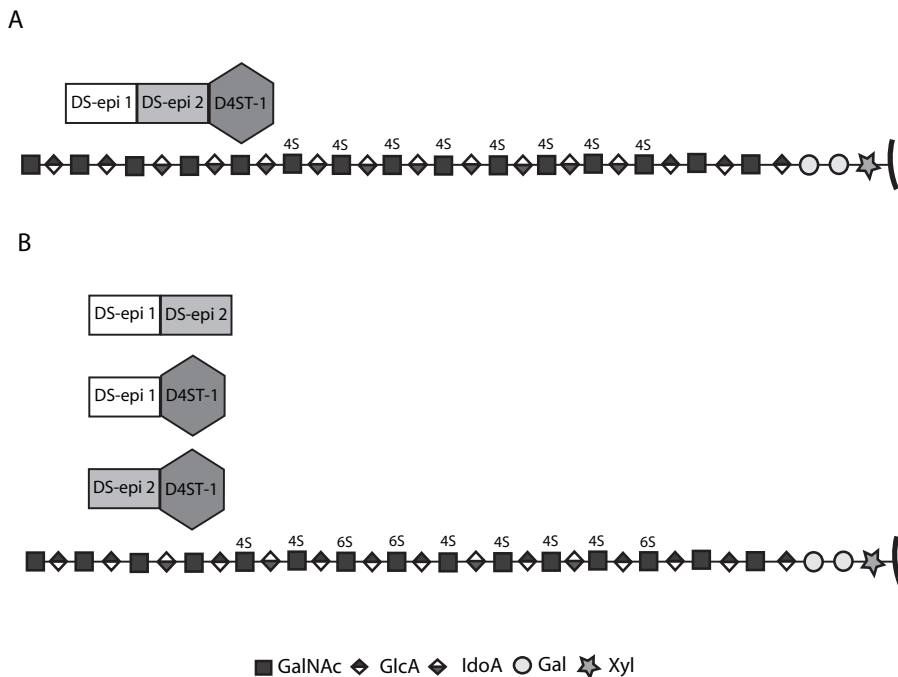 A
DS-epi 1 DS-epi 2 D4ST-1
4S 4S 4S 4S 4S 4S 4S 4S
B
DS-epi 1 DS-epi 2
DS-epi 1 D4ST-1
DS-epi 2 D4ST-1
4S 4S 6S 6S 4S 4S 4S 4S 6S
GalNAc GlcA IdoA Gal Xyl